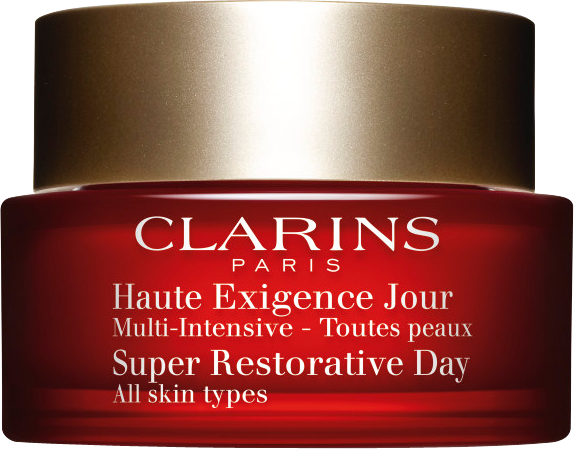 CLARINS
PARIS
Haute Exigence Jour
Multi-Intensive - Toutes peaux
Super Restorative Day
All skin types